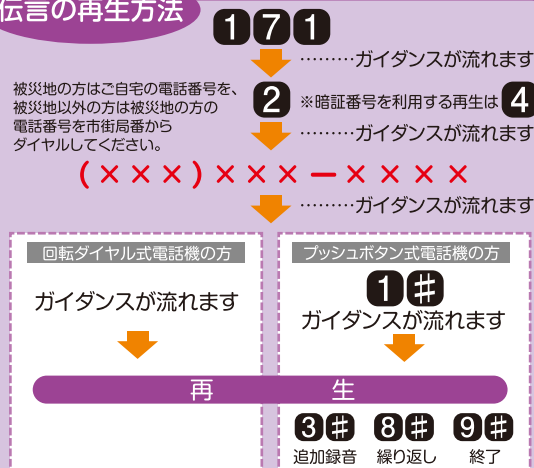 伝言の再生方法
171
………ガイダンスが流れます
被災地の方はご自宅の電話番号を、
被災地以外の方は被災地の方の
電話番号を市街局番から
ダイヤルしてください。
2 ※暗証番号を利用する再生は 4
………ガイダンスが流れます
(×××)×××ー××××
………ガイダンスが流れます
回転ダイヤル式電話機の方
ガイダンスが流れます
プッシュボタン式電話機の方
1♯
ガイダンスが流れます
再生
3♯ 8♯ 9♯
追加録音 繰り返し 終了